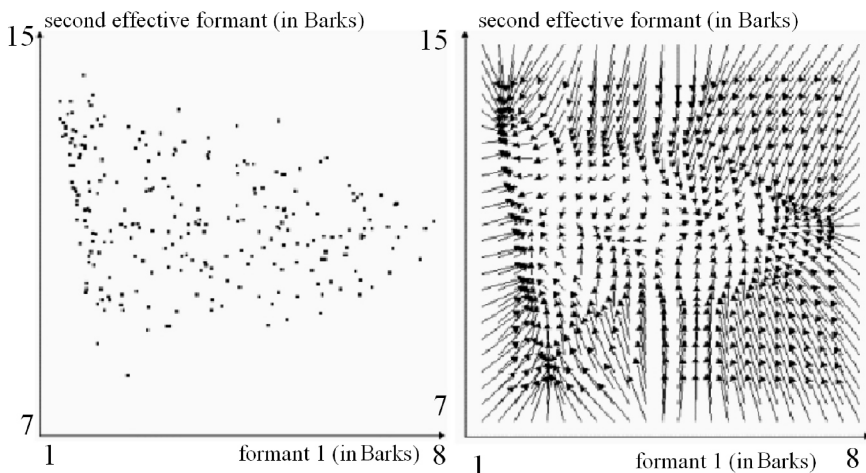 second effective formant (in Barks)
15
7
1
formant 1 (in Barks)
8
second effective formant (in Barks)
15
7
1
formant 1 (in Barks)
8